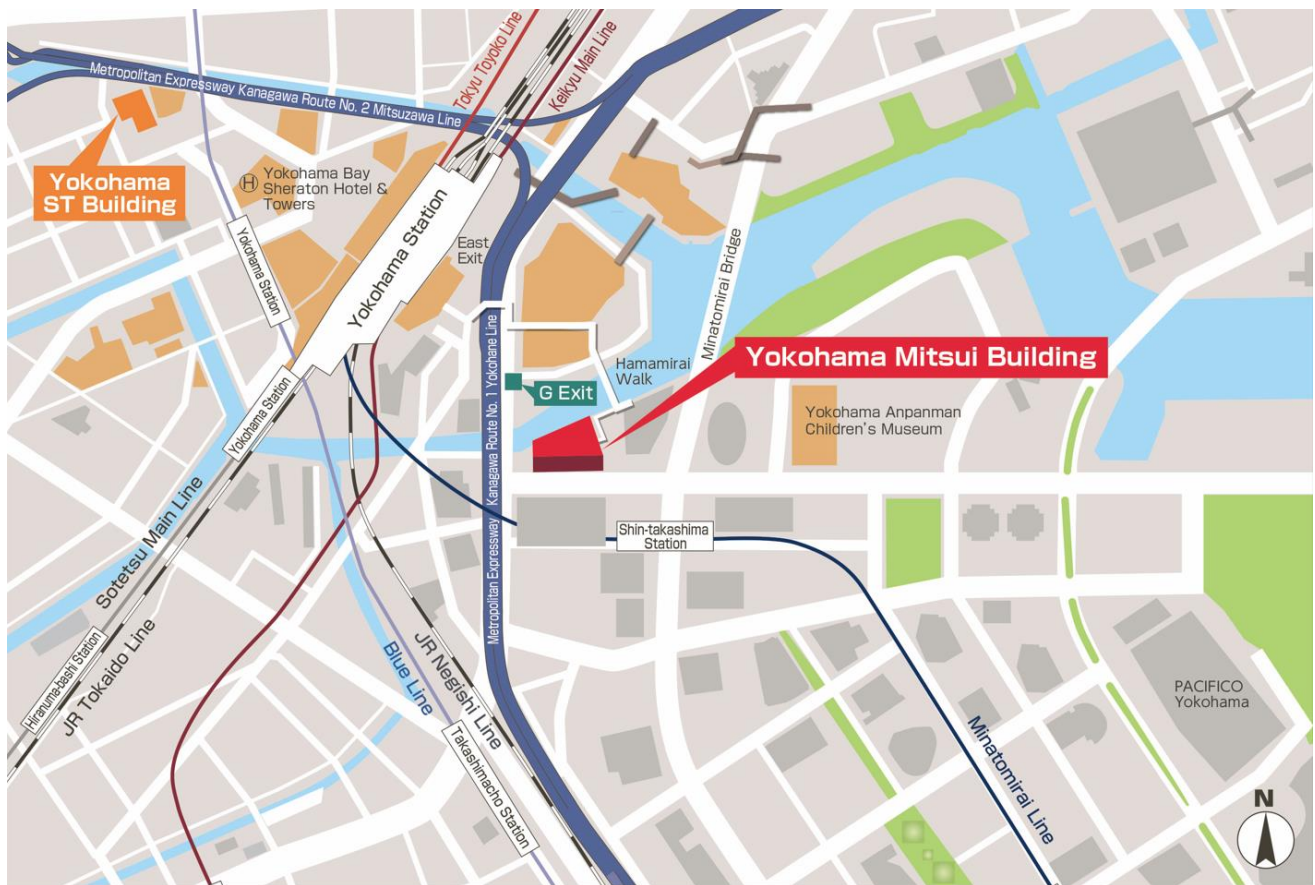 Metropolitan Expressway Kanagawa Route No. 2 Mitsuzawa Line
Tokyu Toyoko Line
Keikyu Main Line
Yokohama
ST Building
Ⓗ Yokohama Bay
Sheraton Hotel &
Towers
Yokohama Station
Yokohama Station
East
Exit
Minatomirai Bridge
Metropolitan Expressway Kanagawa Route No. 1 Yokohane Line
Hamamirai
Walk
Yokohama Mitsui Building
G Exit
Yokohama Anpanman
Children's Museum
Yokohama Station
Sotetsu Main Line
Shin-takashima
Station
Hiranuma-bashi Station
JR Tokaido Line
Blue Line
JR Negishi Line
Takashimacho Station
Minatomirai Line
PACIFICO
Yokohama
N